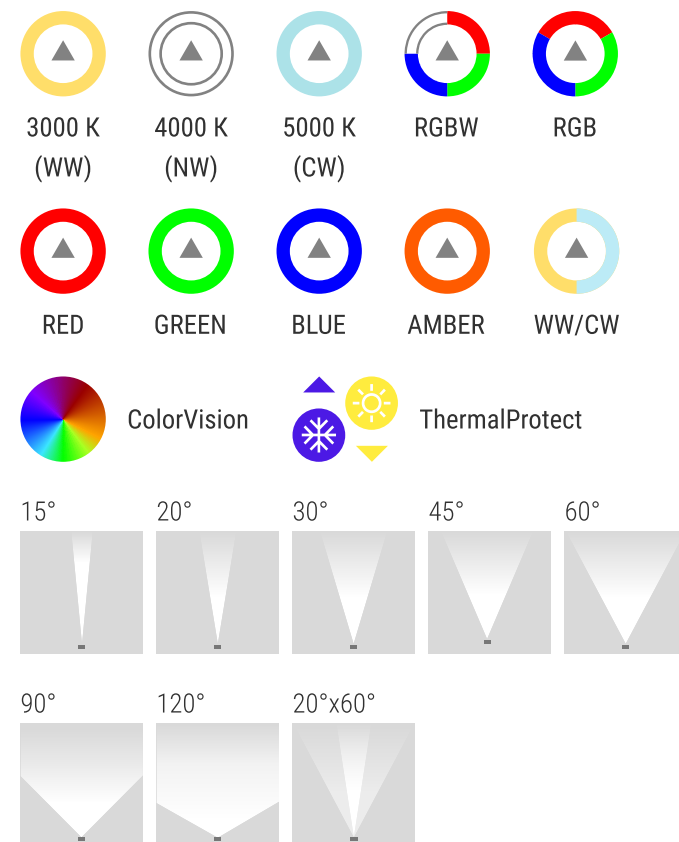 3000 K
(WW)
4000 K
(NW)
5000 K
(CW)
RGBW
RGB
RED
GREEN
BLUE
AMBER
WW/CW
ColorVision
ThermalProtect
15°
20°
30°
45°
60°
90°
120°
20°x60°